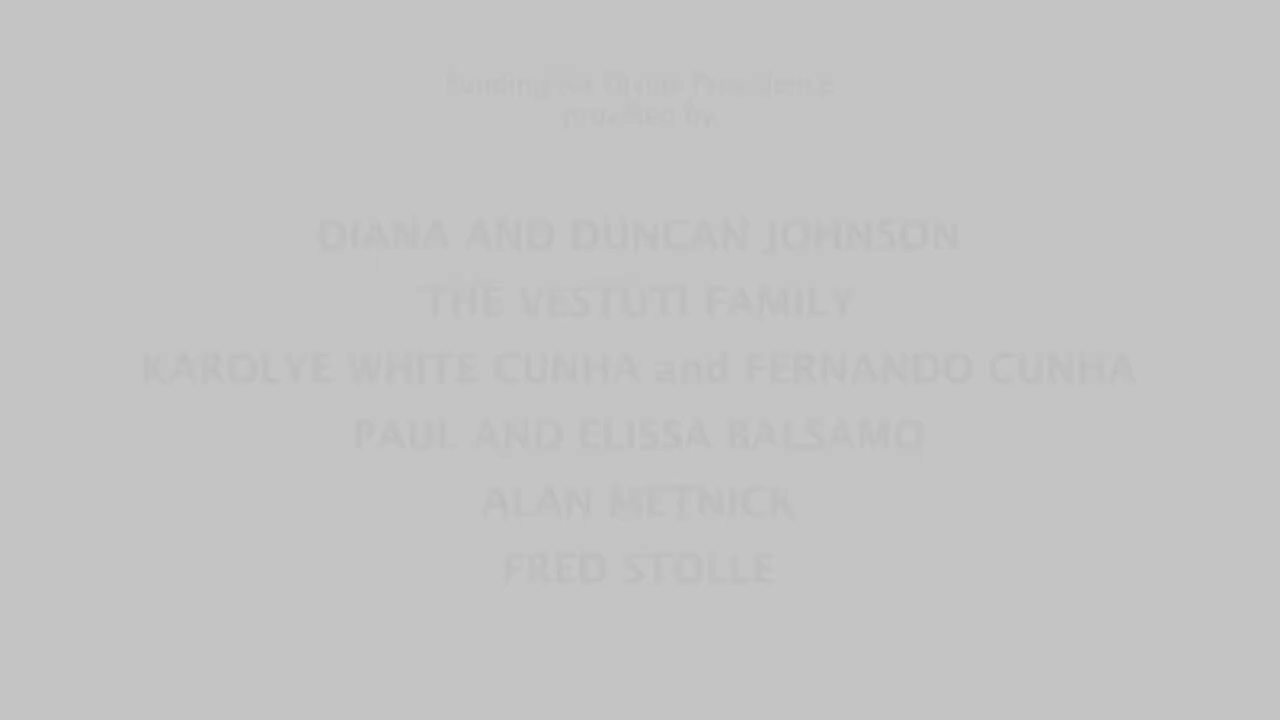 Funding for Divine Providence
provided by:
DIANA AND DUNCAN JOHNSON
THE VESTUTI FAMILY
KAROLYE WHITE CUNHA and FERNANDO CUNHA
PAUL AND ELISSA BALSAMO
ALAN METNICK
FRED STOLLE